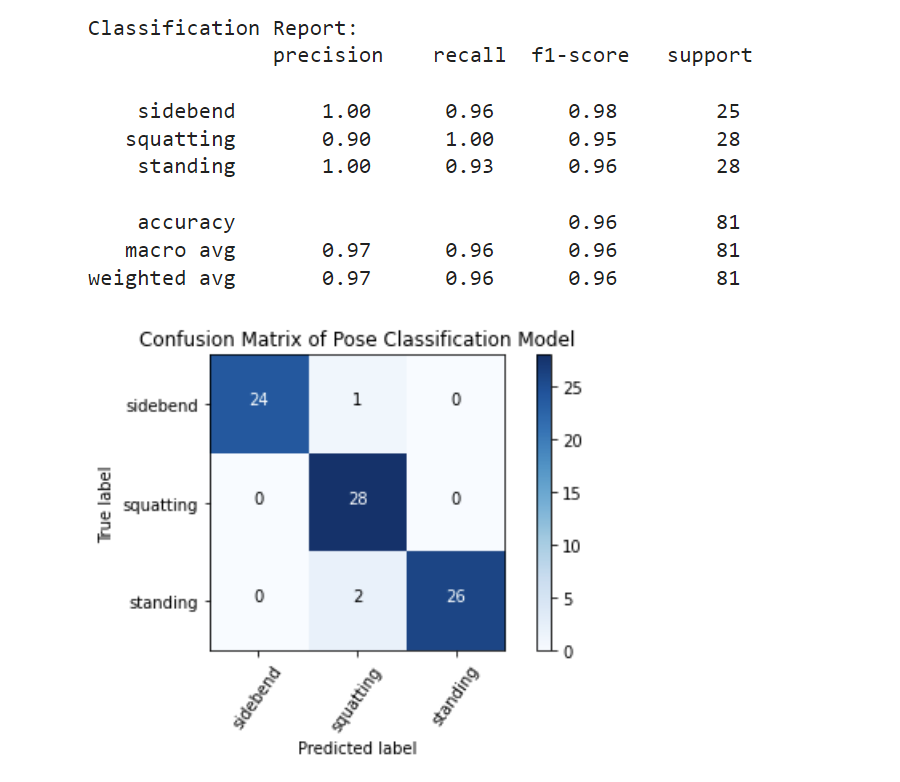 Classification Report:
precision recall f1-score support
sidebend 1.00 0.96 0.98 25
squatting 0.90 1.00 0.95 28
standing 1.00 0.93 0.96 28
accuracy 0.96 81
macro avg 0.97 0.96 0.96 81
weighted avg 0.97 0.96 0.96 81
Confusion Matrix of Pose Classification Model
sidebend 24 1 0
squatting 0 28 0
standing 0 2 26
True label
sidebend squatting standing
Predicted label
25
20
15
10
5
0